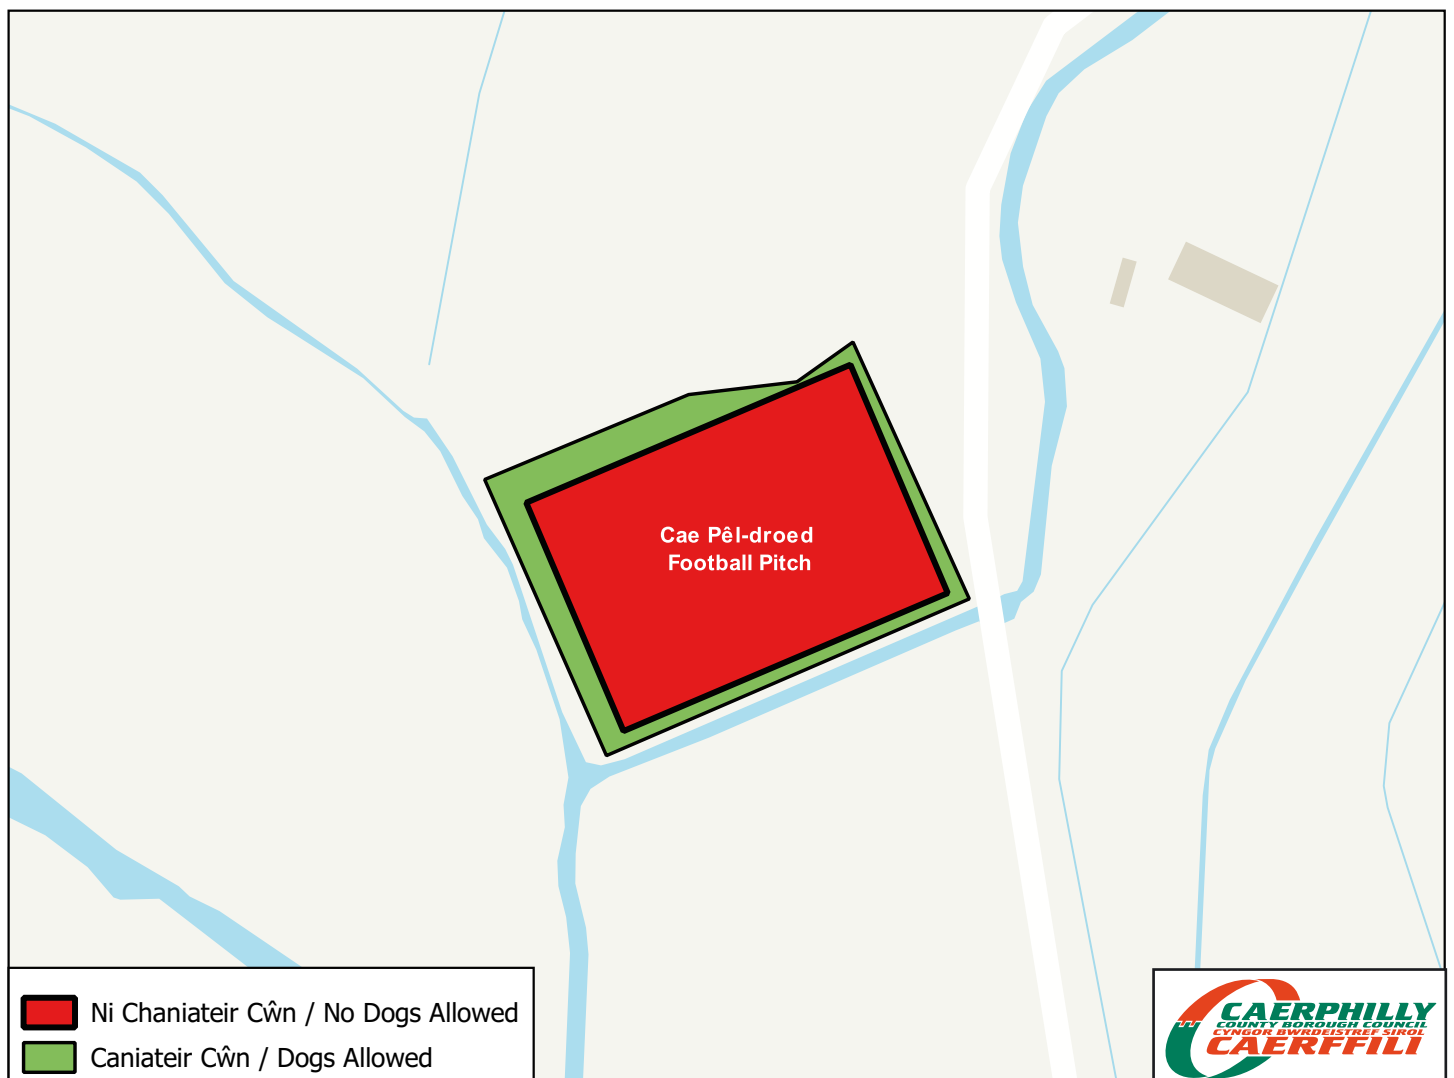 Cae Pêl-droed
Football Pitch
Ni Chaniateir Cŵn / No Dogs Allowed
Caniateir Cŵn / Dogs Allowed
CAERPHILLY
COUNTY BOROUGH COUNCIL
CYNGOR BWRDEISTREF SIROL
CAERFFILI